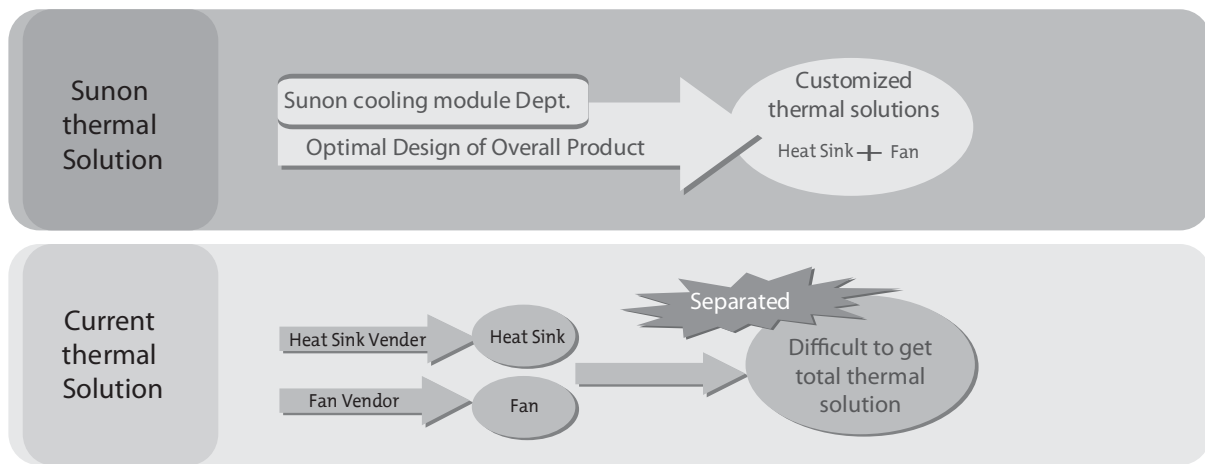 Sunon
thermal
Solution
Sunon cooling module Dept.
Optimal Design of Overall Product
Customized
thermal solutions
Heat Sink + Fan
Current
thermal
Solution
Heat Sink Vender
Heat Sink
Fan Vendor
Fan
Separated
Difficult to get
total thermal
solution